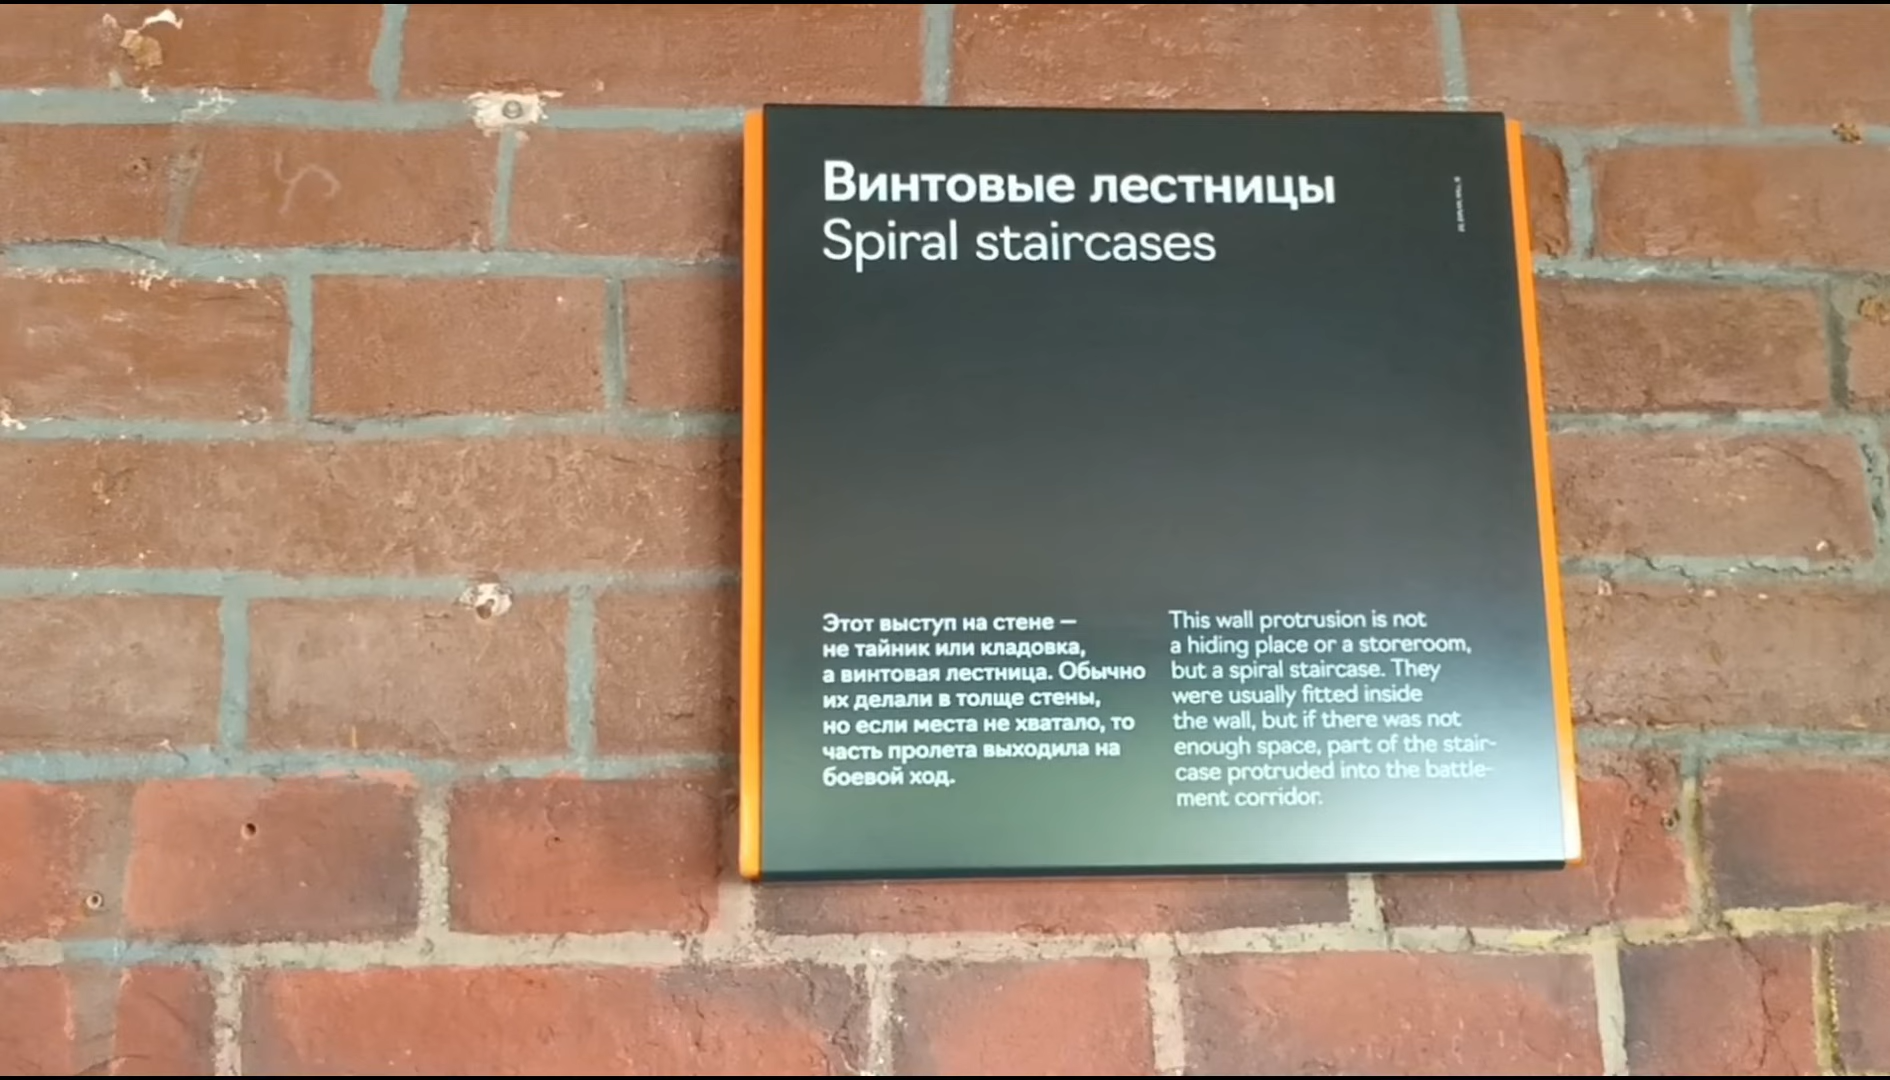 Винтовые лестницы
Spiral staircases
Этот выступ на стене —
не тайник или кладовка,
а винтовая лестница. Обычно
их делали в толще стены,
но если места не хватало, то
часть пролета выходила на
боевой ход.
This wall protrusion is not
a hiding place or a storeroom,
but a spiral staircase. They
were usually fitted inside
the wall, but if there was not
enough space, part of the stair-
case protruded into the battle-
ment corridor.